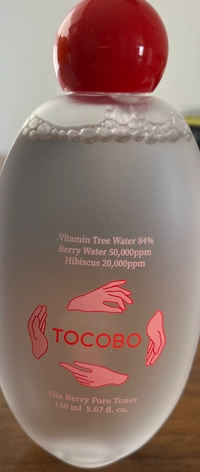 Vitamin Tree Water 84%
Berry Water 50,000ppm
Hibiscus 20,000ppm
TOCOBO
Vita Berry Pore Toner
150 ml 5.07 fl. oz.